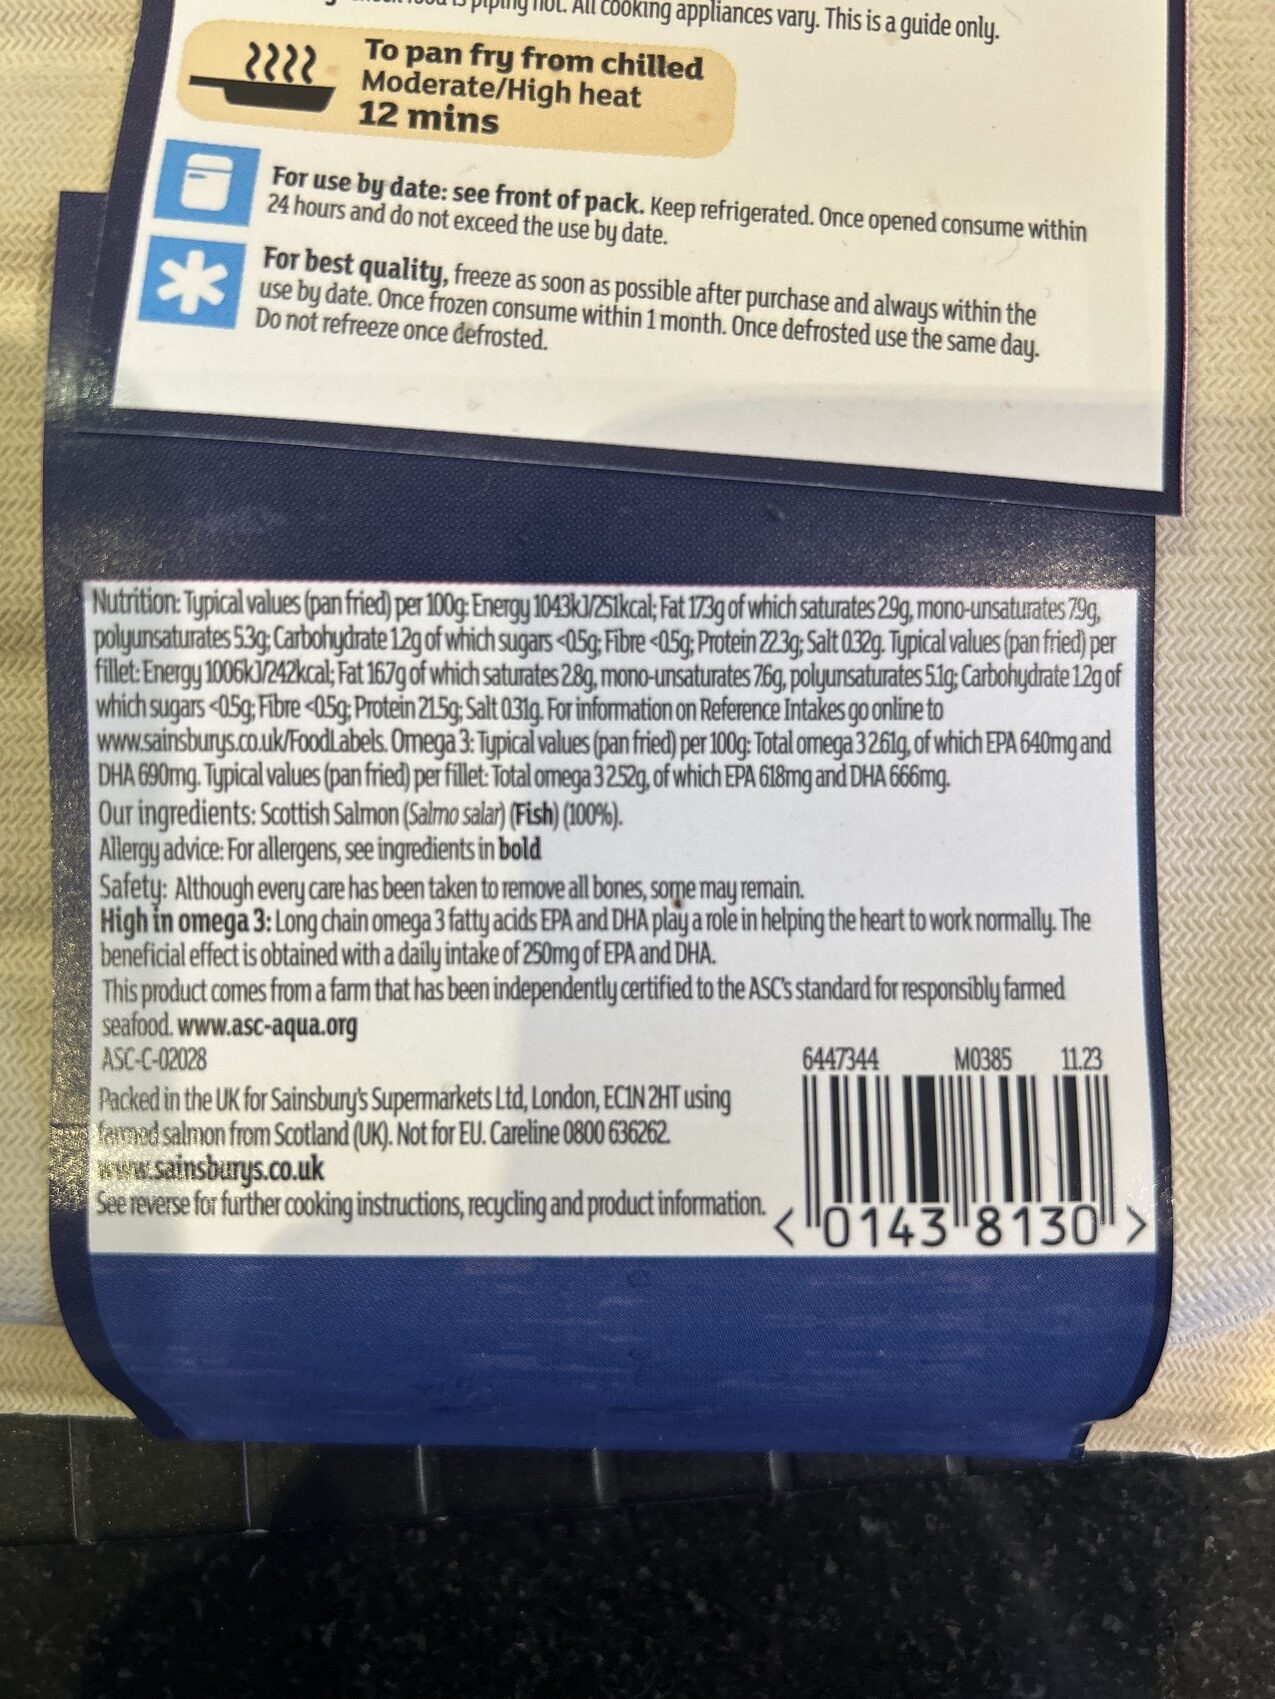 piping hot. All cooking appliances vary. This is a guide only.
To pan fry from chilled
Moderate/High heat
12 mins
For use by date: see front of pack. Keep refrigerated. Once opened consume within
24 hours and do not exceed the use by date.
For best quality, freeze as soon as possible after purchase and always within the
use by date. Once frozen consume within 1 month. Once defrosted use the same day.
Do not refreeze once defrosted.
Nutrition: Typical values (pan fried) per 100g: Energy 1043kJ/251kcal; Fat 17.3g of which saturates 2.9g, mono-unsaturates 7.9g,
polyunsaturates 5.3g; Carbohydrate 1.2g of which sugars <0.5g; Fibre <0.5g; Protein 22.3g; Salt 0.32g. Typical values (pan fried) per
fillet: Energy 1006kJ/242kcal; Fat 16.7g of which saturates 2.8g, mono-unsaturates 7.6g, polyunsaturates 5.1g; Carbohydrate 1.2g of
which sugars <0.5g; Fibre <0.5g; Protein 21.5g; Salt 0.31g. For information on Reference Intakes go online to
www.sainsburys.co.uk/FoodLabels. Omega 3: Typical values (pan fried) per 100g: Total omega 3 2.61g, of which EPA 640mg and
DHA 690mg. Typical values (pan fried) per fillet: Total omega 3 2.52g, of which EPA 618mg and DHA 666mg.
Our ingredients: Scottish Salmon (Salmo salar) (Fish) (100%).
Allergy advice: For allergens, see ingredients in bold
Safety: Although every care has been taken to remove all bones, some may remain.
High in omega 3: Long chain omega 3 fatty acids EPA and DHA play a role in helping the heart to work normally. The
beneficial effect is obtained with a daily intake of 250mg of EPA and DHA.
This product comes from a farm that has been independently certified to the ASC's standard for responsibly farmed
seafood. www.asc-aqua.org
ASC-C-02028
6447344 M0385 11.23
Packed in the UK for Sainsbury's Supermarkets Ltd, London, EC1N 2HT using
farmed salmon from Scotland (UK). Not for EU. Careline 0800 636262.
www.sainsburys.co.uk
See reverse for further cooking instructions, recycling and product information.
< 0143 8130 >